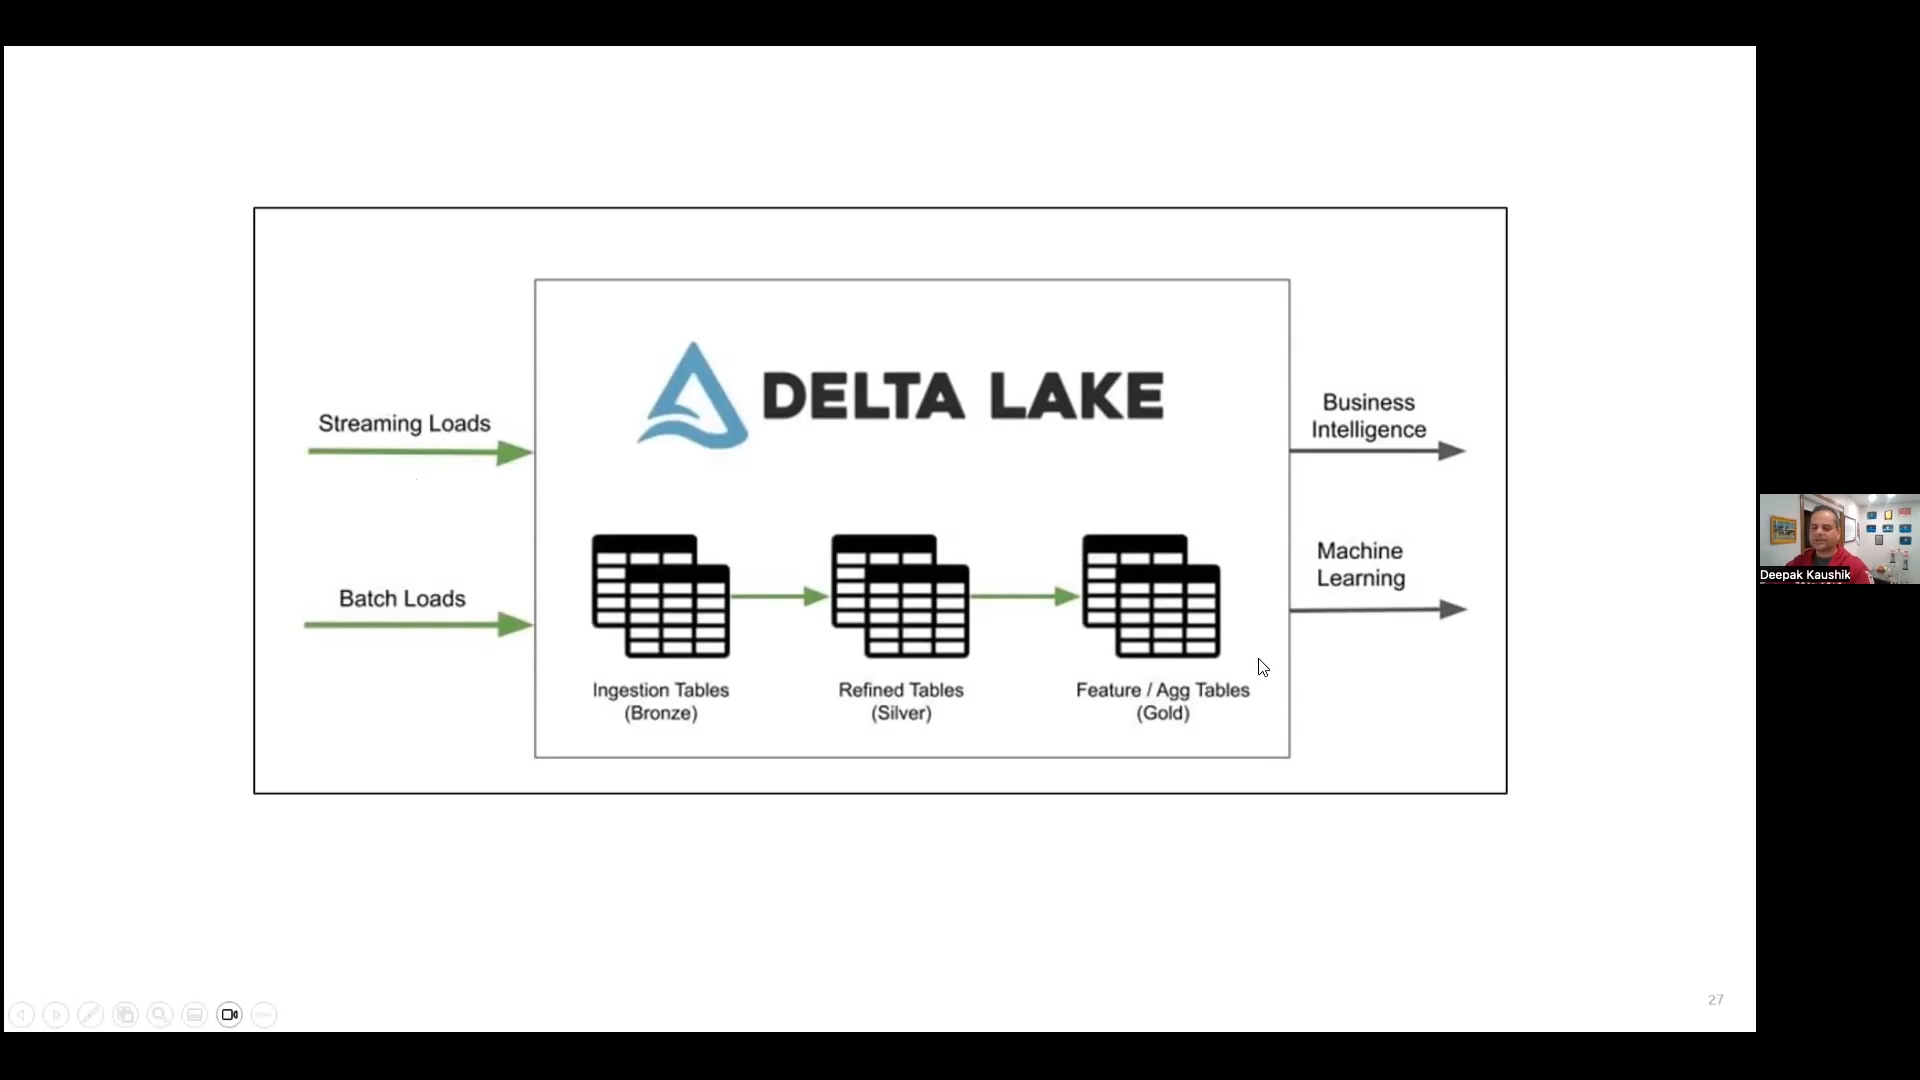 DELTA LAKE
Streaming Loads
Batch Loads
Business
Intelligence
Machine
Learning
Ingestion Tables
(Bronze)
Refined Tables
(Silver)
Feature / Agg Tables
(Gold)
Deepak Kaushik
27